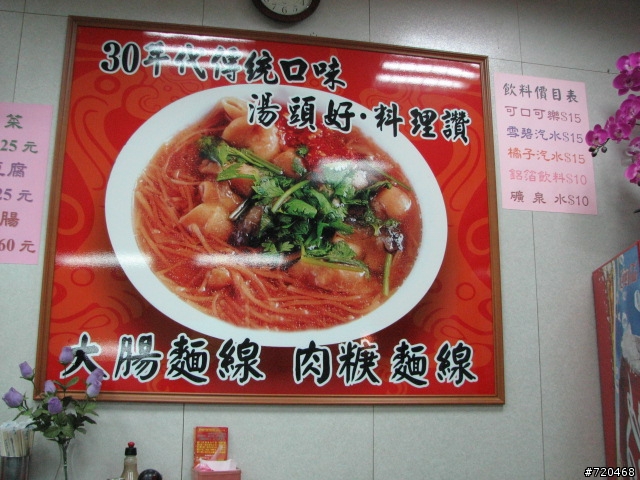 30年代傳統口味
湯頭好·料理讚
大腸麵線 肉羹麵線
菜
25元
豆腐
25元
腸
60元
飲料價目表
可口可樂$15
雪碧汽水$15
橘子汽水$15
鋁箔飲料$10
礦泉水$10
#720468